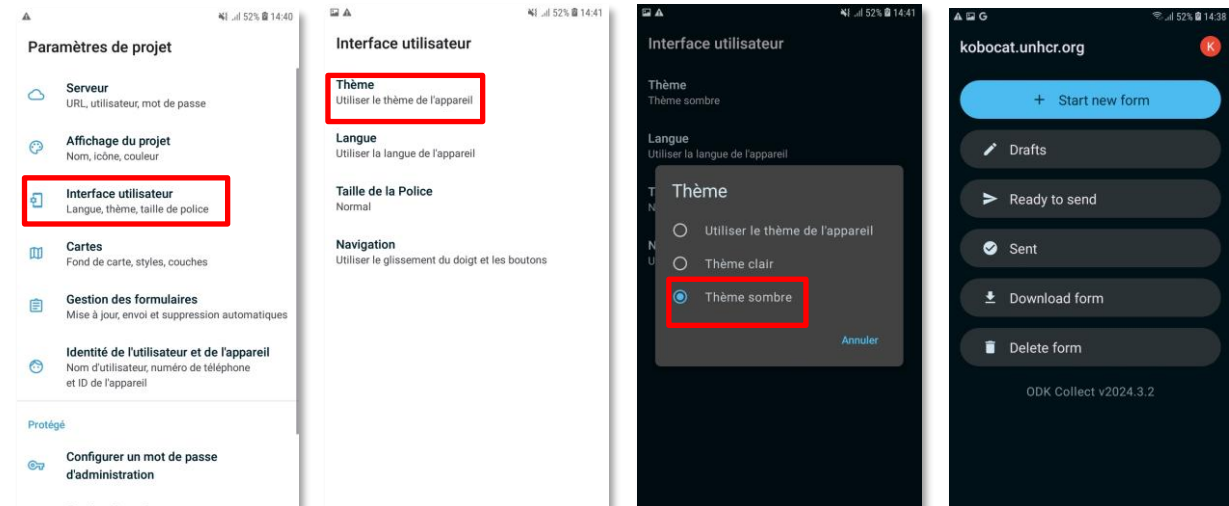 52% 14:40
Paramètres de projet
Serveur
URL, utilisateur, mot de passe
Affichage du projet
Nom, icône, couleur
Interface utilisateur
Langue, thème, taille de police
Cartes
Fond de carte, styles, couches
Gestion des formulaires
Mise à jour, envoi et suppression automatiques
Identité de l'utilisateur et de l'appareil
Nom d'utilisateur, numéro de téléphone
et ID de l'appareil
Protégé
Configurer un mot de passe
d'administration
52% 14:41
Interface utilisateur
Thème
Utiliser le thème de l'appareil
Langue
Utiliser la langue de l'appareil
Taille de la Police
Normal
Navigation
Utiliser le glissement du doigt et les boutons
52% 14:41
Interface utilisateur
Thème
Thème sombre
Langue
Utiliser la langue de l'appareil
T
N
N
U
Thème
Utiliser le thème de l'appareil
Thème clair
Thème sombre
Annuler
G 52% 14:38
kobocat.unhcr.org K
+ Start new form
Drafts
Ready to send
Sent
Download form
Delete form
ODK Collect v2024.3.2